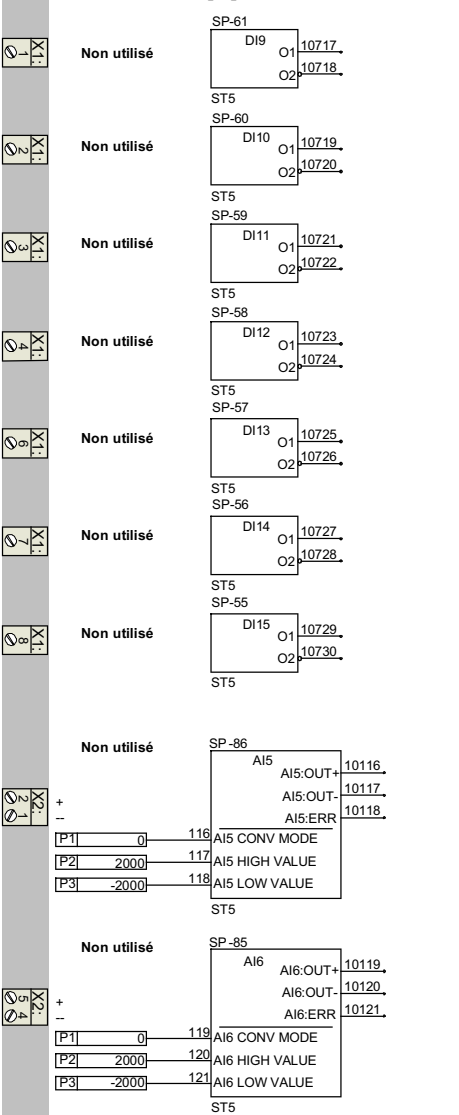 SP-61
X1: 1 Non utilisé DI9 O1 10717
O2 10718
ST5
SP-60
X1: 2 Non utilisé DI10 O1 10719
O2 10720
ST5
SP-59
X1: 3 Non utilisé DI11 O1 10721
O2 10722
ST5
SP-58
X1: 4 Non utilisé DI12 O1 10723
O2 10724
ST5
SP-57
X1: 6 Non utilisé DI13 O1 10725
O2 10726
ST5
SP-56
X1: 7 Non utilisé DI14 O1 10727
O2 10728
ST5
SP-55
X1: 8 Non utilisé DI15 O1 10729
O2 10730
ST5
Non utilisé SP-86
AI5
AI5:OUT+ 10116
X2: 2 + AI5:OUT- 10117
1 -- AI5:ERR 10118
P1 0 116 AI5 CONV MODE
P2 2000 117 AI5 HIGH VALUE
P3 -2000 118 AI5 LOW VALUE
ST5
Non utilisé SP-85
AI6
AI6:OUT+ 10119
X2: 5 + AI6:OUT- 10120
4 -- AI6:ERR 10121
P1 0 119 AI6 CONV MODE
P2 2000 120 AI6 HIGH VALUE
P3 -2000 121 AI6 LOW VALUE
ST5